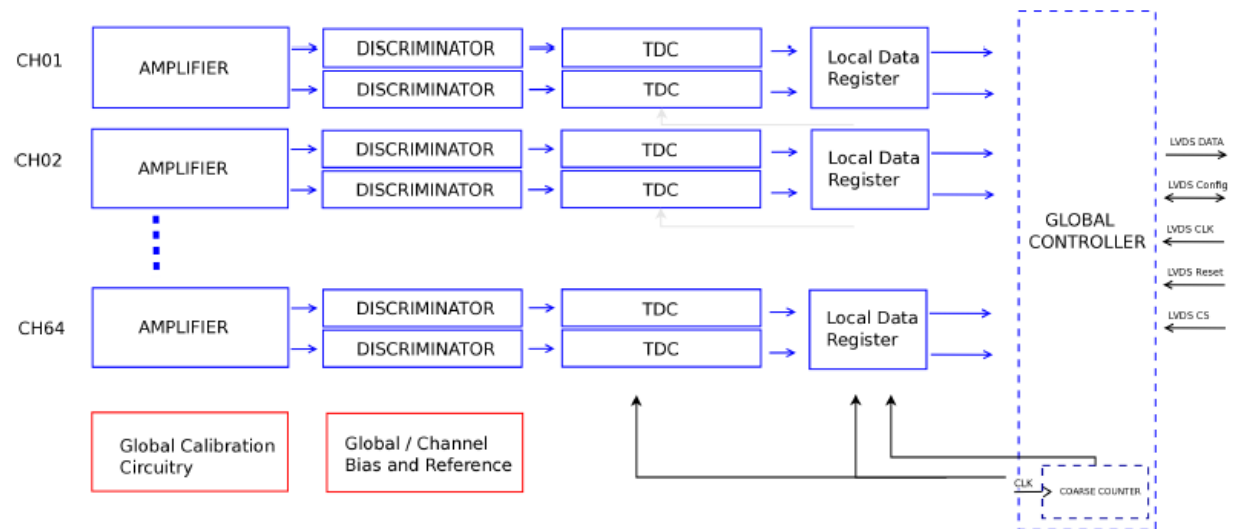 CH01
AMPLIFIER
DISCRIMINATOR
TDC
DISCRIMINATOR
TDC
Local Data
Register
CH02
AMPLIFIER
DISCRIMINATOR
TDC
DISCRIMINATOR
TDC
Local Data
Register
CH64
AMPLIFIER
DISCRIMINATOR
TDC
DISCRIMINATOR
TDC
Local Data
Register
GLOBAL
CONTROLLER
LVDS DATA
LVDS Config
LVDS CLK
LVDS Reset
LVDS CS
Global Calibration
Circuitry
Global / Channel
Bias and Reference
CLK
COARSE COUNTER